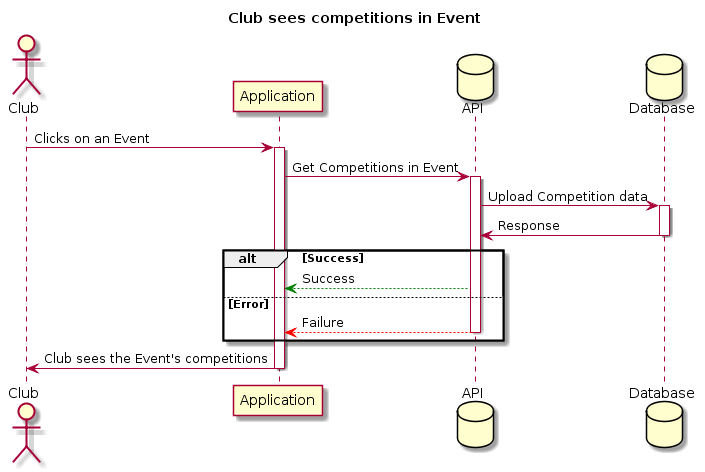 Club sees competitions in Event
Club
Application
API
Database
Clicks on an Event
Get Competitions in Event
Upload Competition data
Response
alt [Success]
Success
[Error]
Failure
Club sees the Event's competitions
Club
Application
API
Database